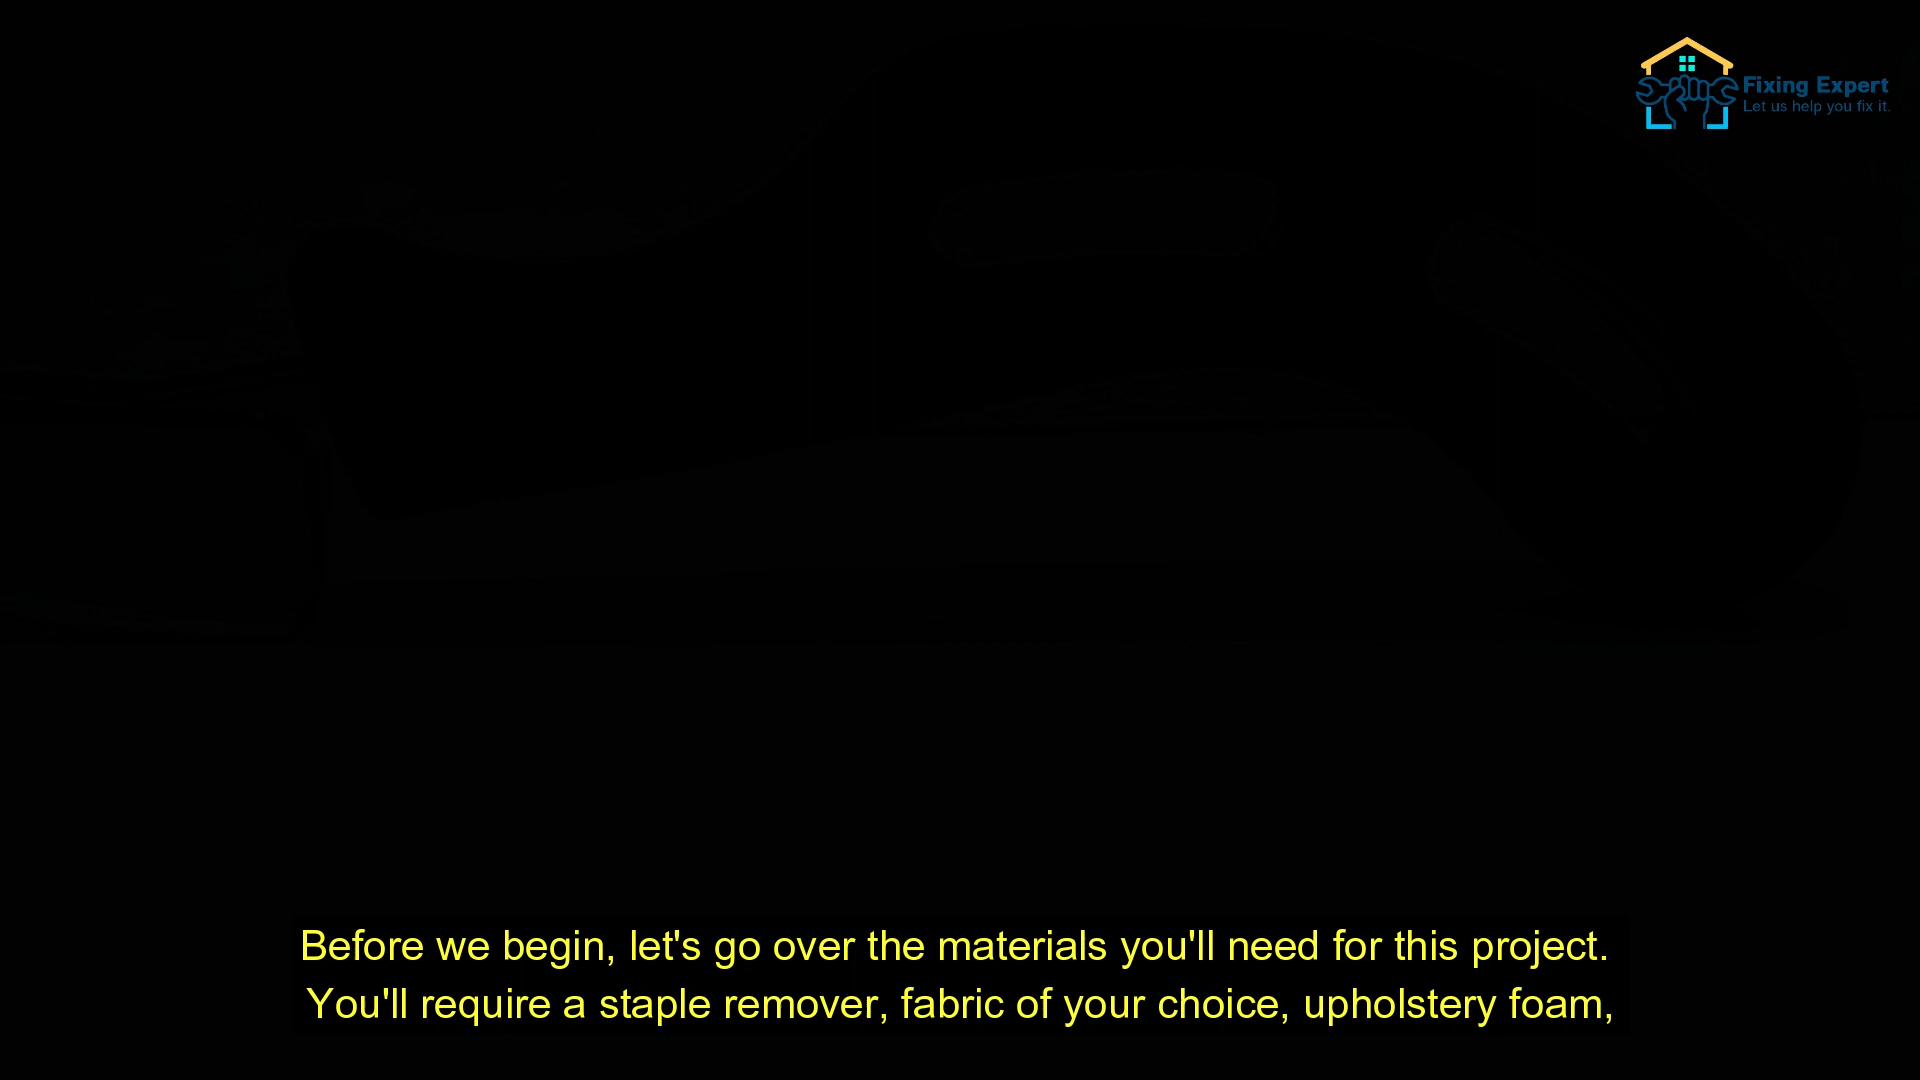 Fixing Expert
Let us help you fix it.
Before we begin, let's go over the materials you'll need for this project.
You'll require a staple remover, fabric of your choice, upholstery foam,